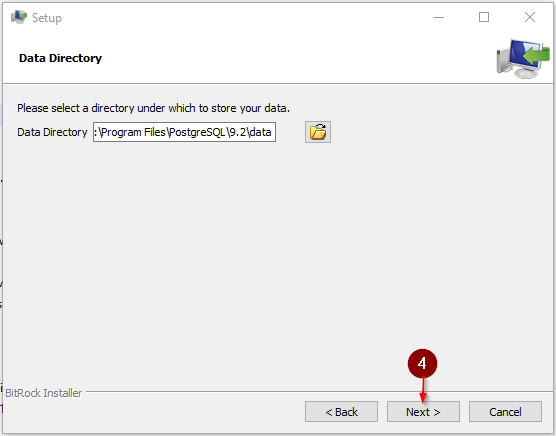 Setup
Data Directory
Please select a directory under which to store your data.
Data Directory :\Program Files\PostgreSQL\9.2\data
4
BitRock Installer
< Back Next > Cancel